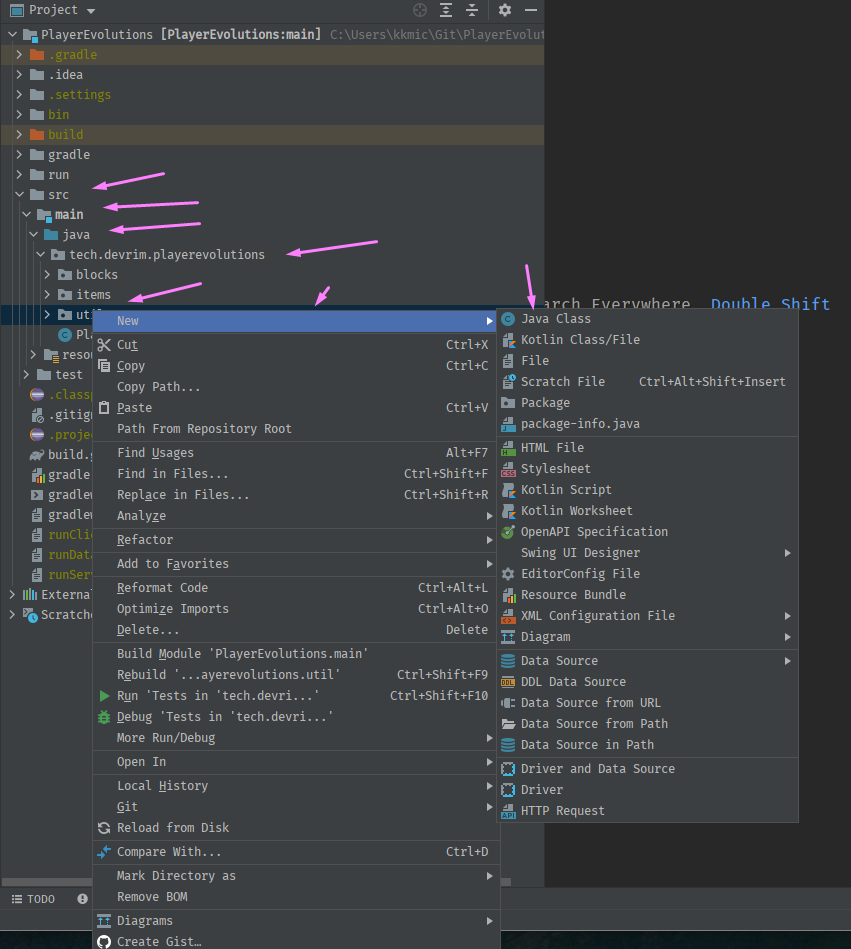 Project
PlayerEvolutions [PlayerEvolutions:main] C:\Users\kkmic\Git\PlayerEvolut
.gradle
.idea
.settings
bin
build
gradle
run
src
main
java
tech.devrim.playerevolutions
blocks
items
arch Everywhere Double Shift
uti
Pl
reso
test
.classp
.gitign
.projec
build.g
gradle
gradlew
gradlew
runClie
runData
runServ
External
Scratche
New
Cut Ctrl+X
Copy Ctrl+C
Copy Path...
Paste Ctrl+V
Path From Repository Root
Find Usages Alt+F7
Find in Files... Ctrl+Shift+F
Replace in Files... Ctrl+Shift+R
Analyze
Refactor
Add to Favorites
Reformat Code Ctrl+Alt+L
Optimize Imports Ctrl+Alt+O
Delete... Delete
Build Module 'PlayerEvolutions.main'
Rebuild '...ayerevolutions.util' Ctrl+Shift+F9
Run 'Tests in 'tech.devri...' Ctrl+Shift+F10
Debug 'Tests in 'tech.devri...'
More Run/Debug
Open In
Local History
Git
Reload from Disk
Compare With... Ctrl+D
Mark Directory as
Remove BOM
Diagrams
Create Gist...
Java Class
Kotlin Class/File
File
Scratch File Ctrl+Alt+Shift+Insert
Package
package-info.java
HTML File
Stylesheet
Kotlin Script
Kotlin Worksheet
OpenAPI Specification
Swing UI Designer
EditorConfig File
Resource Bundle
XML Configuration File
Diagram
Data Source
DDL Data Source
Data Source from URL
Data Source from Path
Data Source in Path
Driver and Data Source
Driver
HTTP Request
TODO